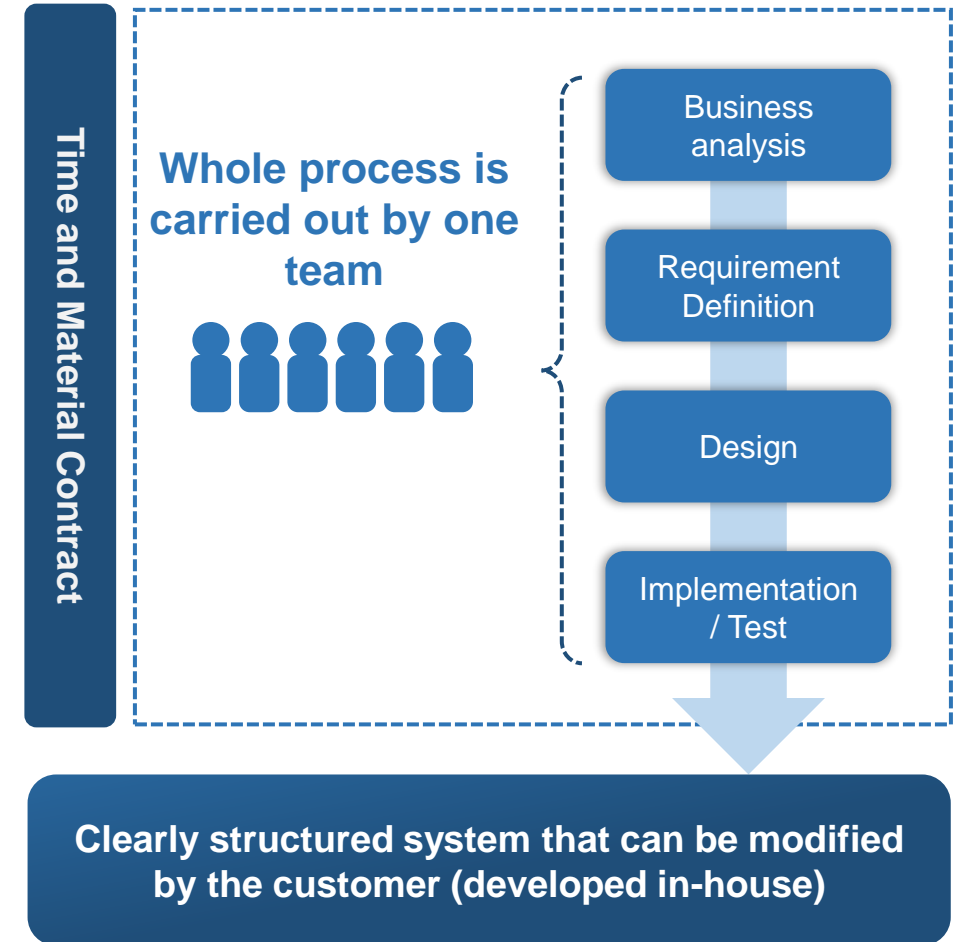 Time and Material Contract
Whole process is
carried out by one
team
Business
analysis
Requirement
Definition
Design
Implementation
/ Test
Clearly structured system that can be modified
by the customer (developed in-house)